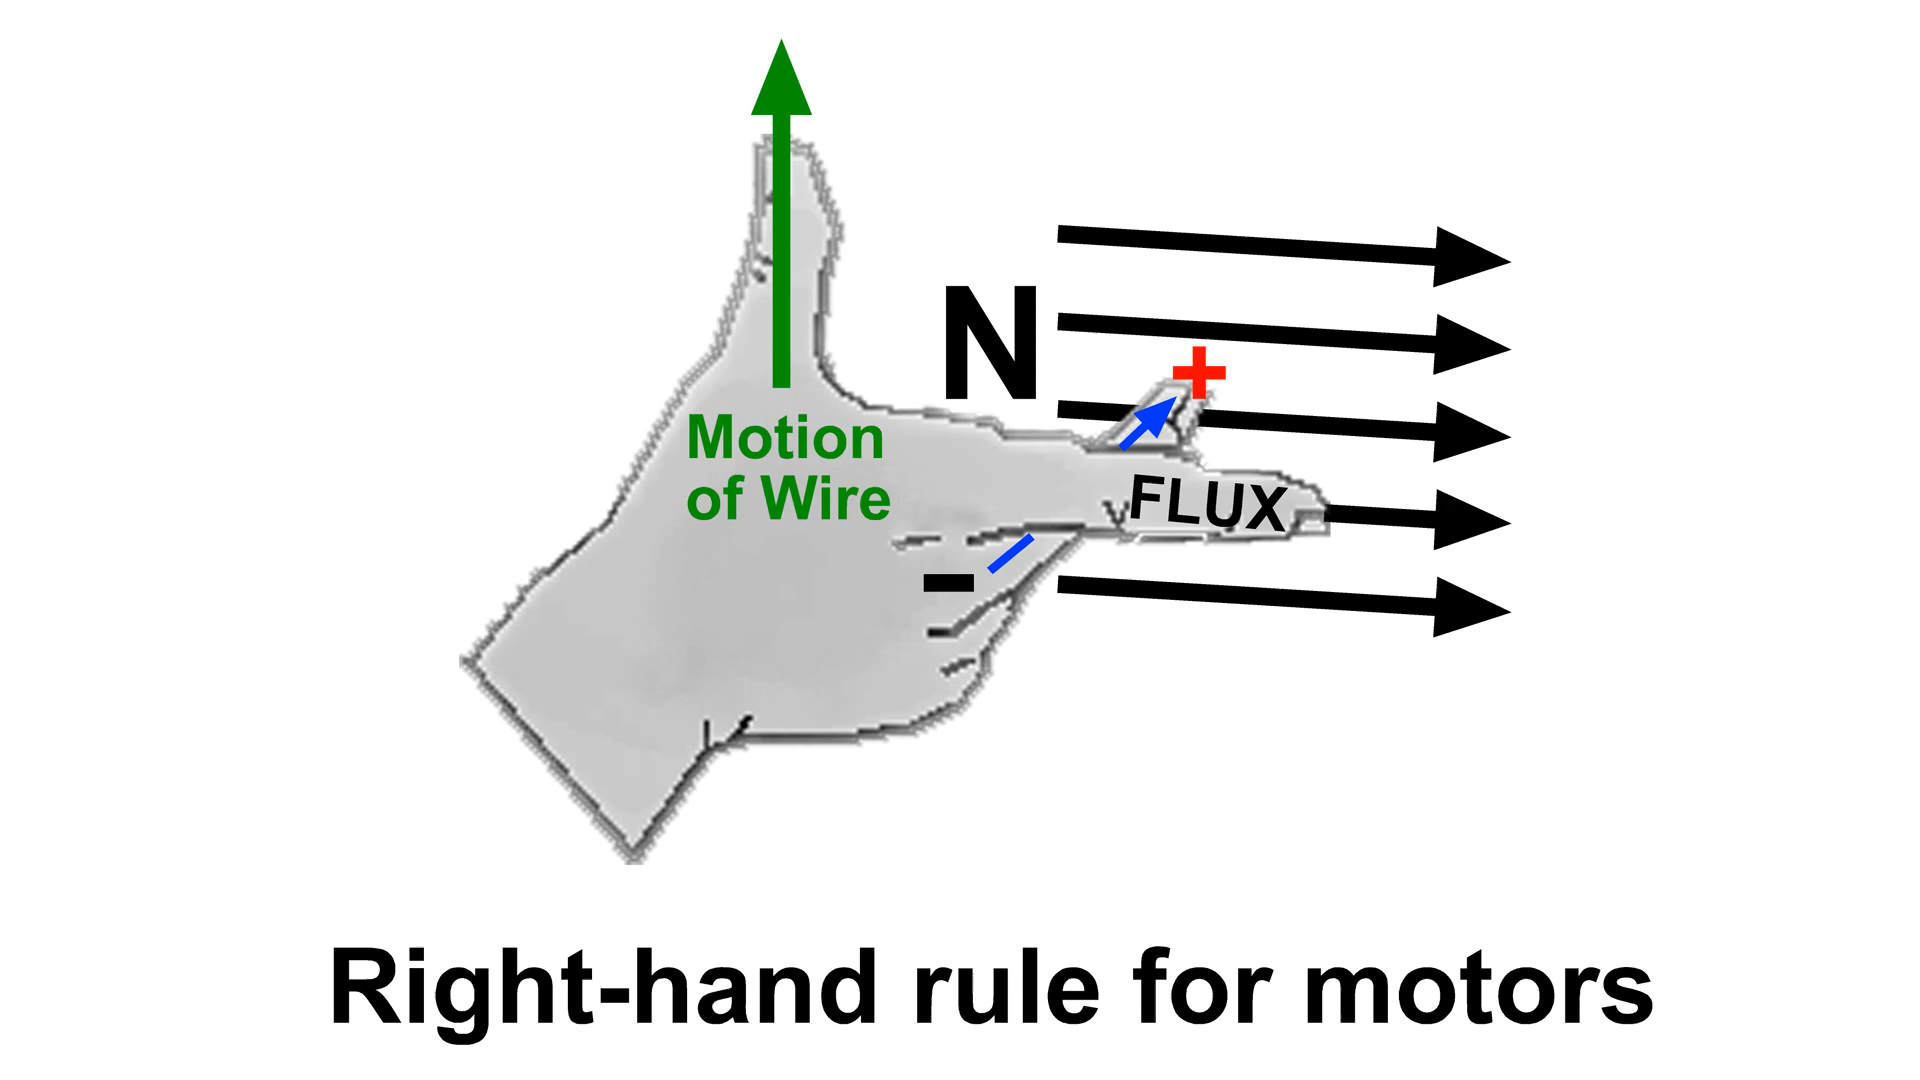 N
+
Motion
of Wire
FLUX
-
Right-hand rule for motors